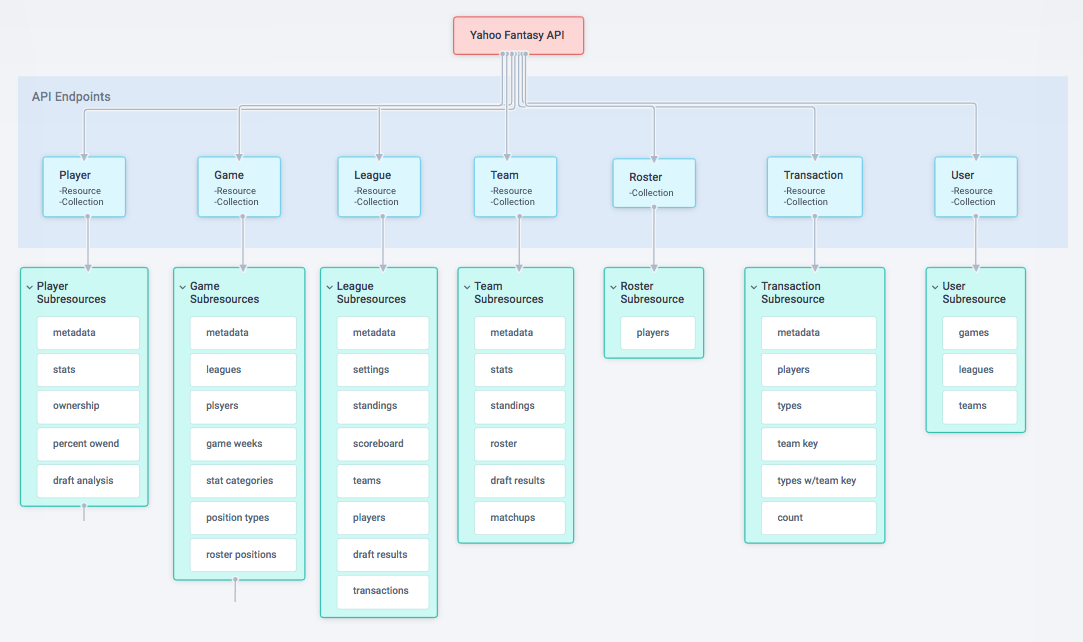 Yahoo Fantasy API
API Endpoints
Player
-Resource
-Collection
Game
-Resource
-Collection
League
-Resource
-Collection
Team
-Resource
-Collection
Roster
-Collection
Transaction
-Resource
-Collection
User
-Resource
-Collection
Player
Subresources
metadata
stats
ownership
percent owend
draft analysis
Game
Subresources
metadata
leagues
plsyers
game weeks
stat categories
position types
roster positions
League
Subresources
metadata
settings
standings
scoreboard
teams
players
draft results
transactions
Team
Subresources
metadata
stats
standings
roster
draft results
matchups
Roster
Subresource
players
Transaction
Subresource
metadata
players
types
team key
types w/team key
count
User
Subresource
games
leagues
teams